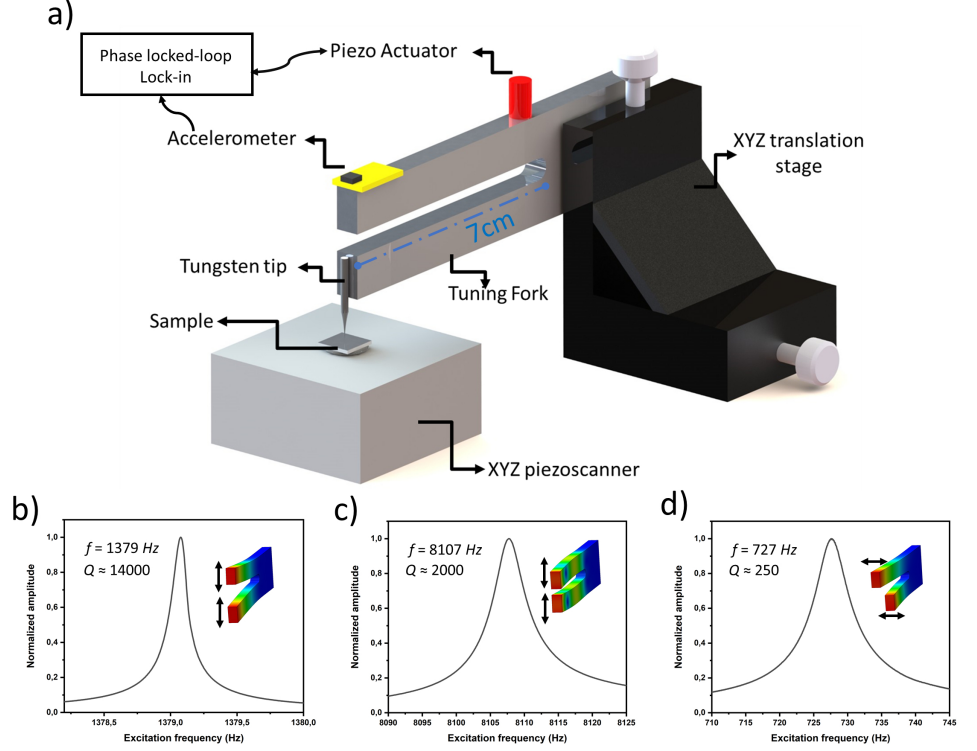 a)
Phase locked-loop
Lock-in
Piezo Actuator
Accelerometer
XYZ translation
stage
7cm
Tungsten tip
Tuning Fork
Sample
XYZ piezoscanner
b)
f = 1379 Hz
Q ≈ 14000
Normalized amplitude
1,0
0,8
0,6
0,4
0,2
0,0
1378,5
1379,0
1379,5
1380,0
Excitation frequency (Hz)
c)
f = 8107 Hz
Q ≈ 2000
Normalized amplitude
1,0
0,8
0,6
0,4
0,2
0,0
8090
8095
8100
8105
8110
8115
8120
8125
Excitation frequency (Hz)
d)
f = 727 Hz
Q ≈ 250
Normalized amplitude
1,0
0,8
0,6
0,4
0,2
0,0
710
715
720
725
730
735
740
745
Excitation frequency (Hz)